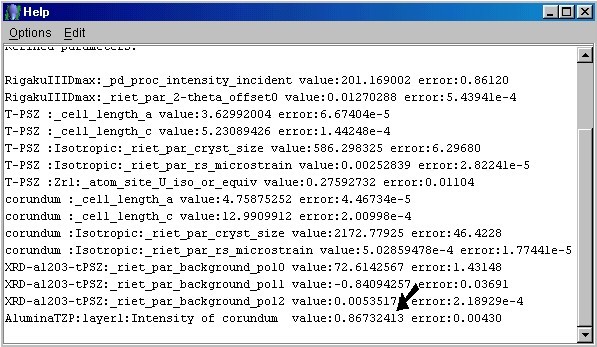 Help
Options Edit
Refined parameters:
RigakuIIIDmax:_pd_proc_intensity_incident value:201.169002 error:0.86120
RigakuIIIDmax:_riet_par_2-theta_offset0 value:0.01270288 error:5.43941e-4
T-PSZ :_cell_length_a value:3.62992004 error:6.67404e-5
T-PSZ :_cell_length_c value:5.23089426 error:1.44248e-4
T-PSZ :Isotropic:_riet_par_cryst_size value:586.298325 error:6.29680
T-PSZ :Isotropic:_riet_par_rs_microstrain value:0.00252839 error:2.82241e-5
T-PSZ :Zr1:_atom_site_U_iso_or_equiv value:0.27592732 error:0.01104
corundum :_cell_length_a value:4.75875252 error:4.46734e-5
corundum :_cell_length_c value:12.9909912 error:2.00998e-4
corundum :Isotropic:_riet_par_cryst_size value:2172.77925 error:46.4228
corundum :Isotropic:_riet_par_rs_microstrain value:5.02859478e-4 error:1.77441e-5
XRD-al203-tPSZ:_riet_par_background_pol0 value:72.6142567 error:1.43148
XRD-al203-tPSZ:_riet_par_background_pol1 value:-0.84094257 error:0.03691
XRD-al203-tPSZ:_riet_par_background_pol2 error:2.18929e-4
AluminaTZP:layer1:Intensity of corundum value:0.86732413 error:0.00430